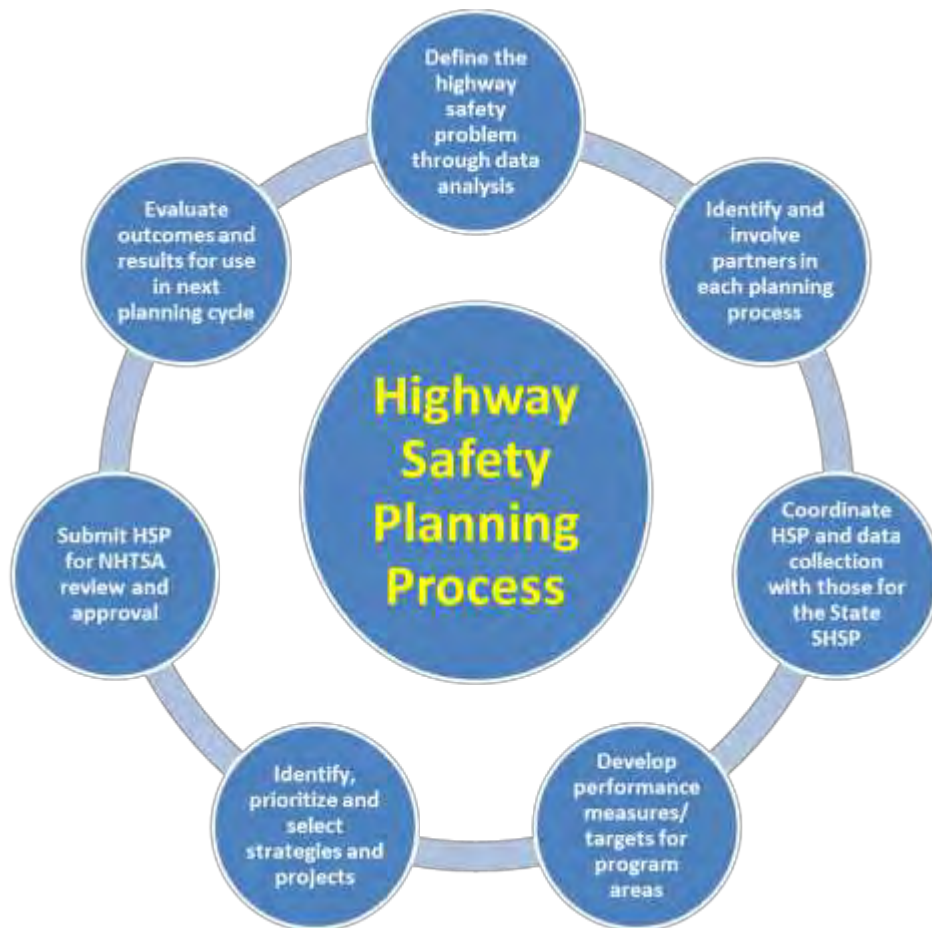 Define the
highway
safety
problem
through data
analysis
Identify and
involve
partners in
each planning
process
Coordinate
HSP and data
collection
with those for
the State
SHSP
Develop
performance
measures/
targets for
program
areas
Identify,
prioritize and
select
strategies and
projects
Submit HSP
for NHTSA
review and
approval
Evaluate
outcomes and
results for use
in next
planning cycle
Highway
Safety
Planning
Process